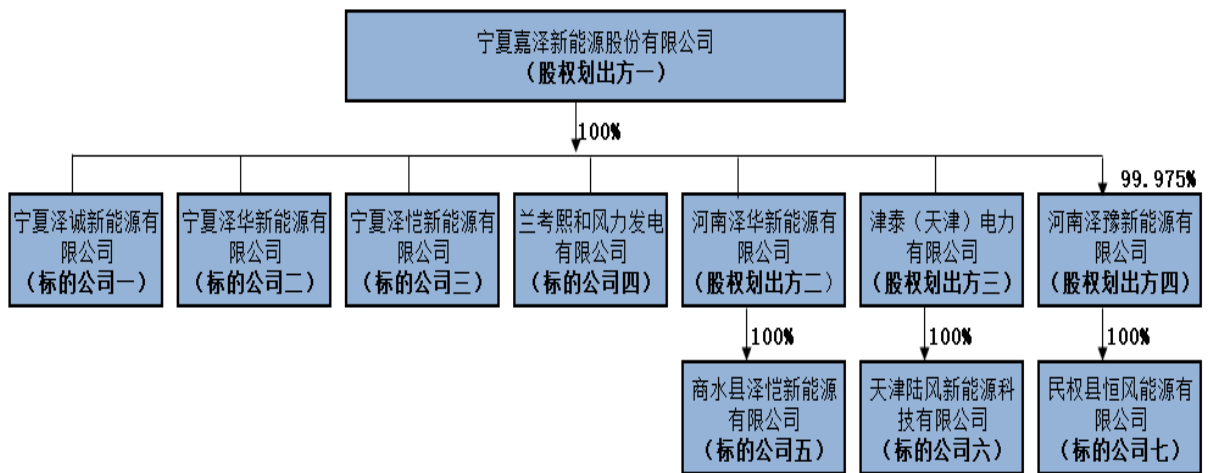 宁夏嘉泽新能源股份有限公司
（股权划出方一）
100%
99.975%
宁夏泽诚新能源有
限公司
（标的公司一）
宁夏泽华新能源有
限公司
（标的公司二）
宁夏泽恺新能源有
限公司
（标的公司三）
兰考熙和风力发电
有限公司
（标的公司四）
河南泽华新能源有
限公司
（股权划出方二）
津泰（天津）电力
有限公司
（股权划出方三）
河南泽豫新能源有
限公司
（股权划出方四）
100%
100%
100%
商水县泽恺新能源
有限公司
（标的公司五）
天津陆风新能源科
技有限公司
（标的公司六）
民权县恒风能源有
限公司
（标的公司七）